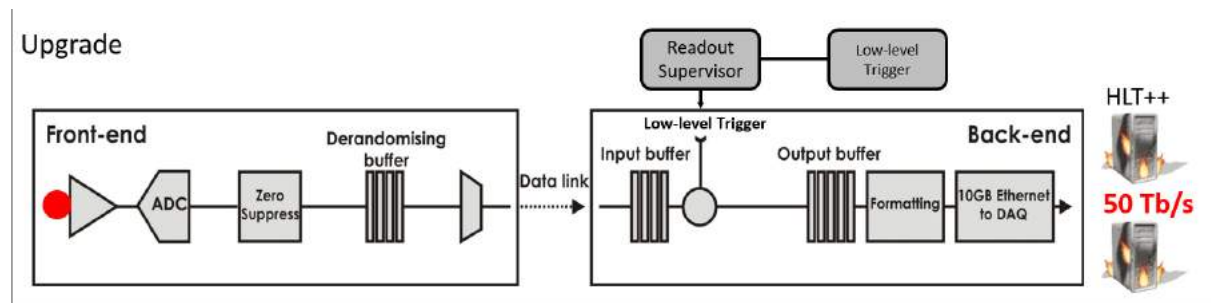 Upgrade
Readout
Supervisor
Low-level
Trigger
HLT++
Front-end
Derandomising
buffer
ADC
Zero
Suppress
Data link
Low-level Trigger
Back-end
Input buffer
Output buffer
Formatting
10GB Ethernet
to DAQ
50 Tb/s